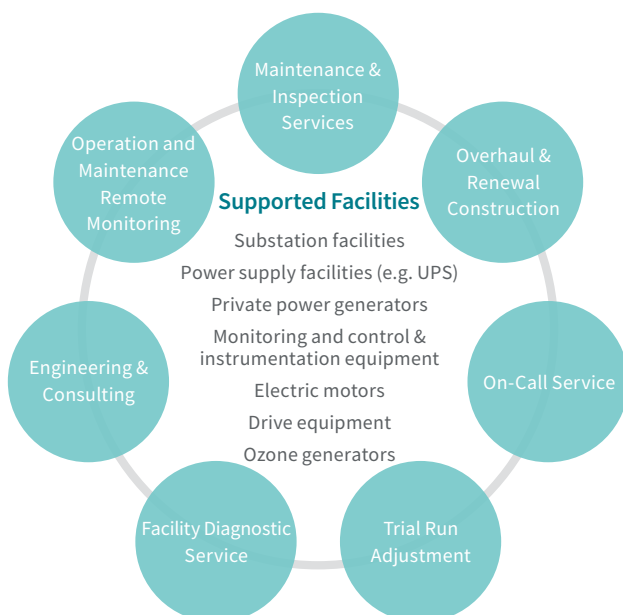 Maintenance &
Inspection
Services
Operation and
Maintenance
Remote
Monitoring
Overhaul &
Renewal
Construction
Supported Facilities
Substation facilities
Power supply facilities (e.g. UPS)
Private power generators
Monitoring and control &
instrumentation equipment
Electric motors
Drive equipment
Ozone generators
Engineering &
Consulting
On-Call Service
Facility Diagnostic
Service
Trial Run
Adjustment